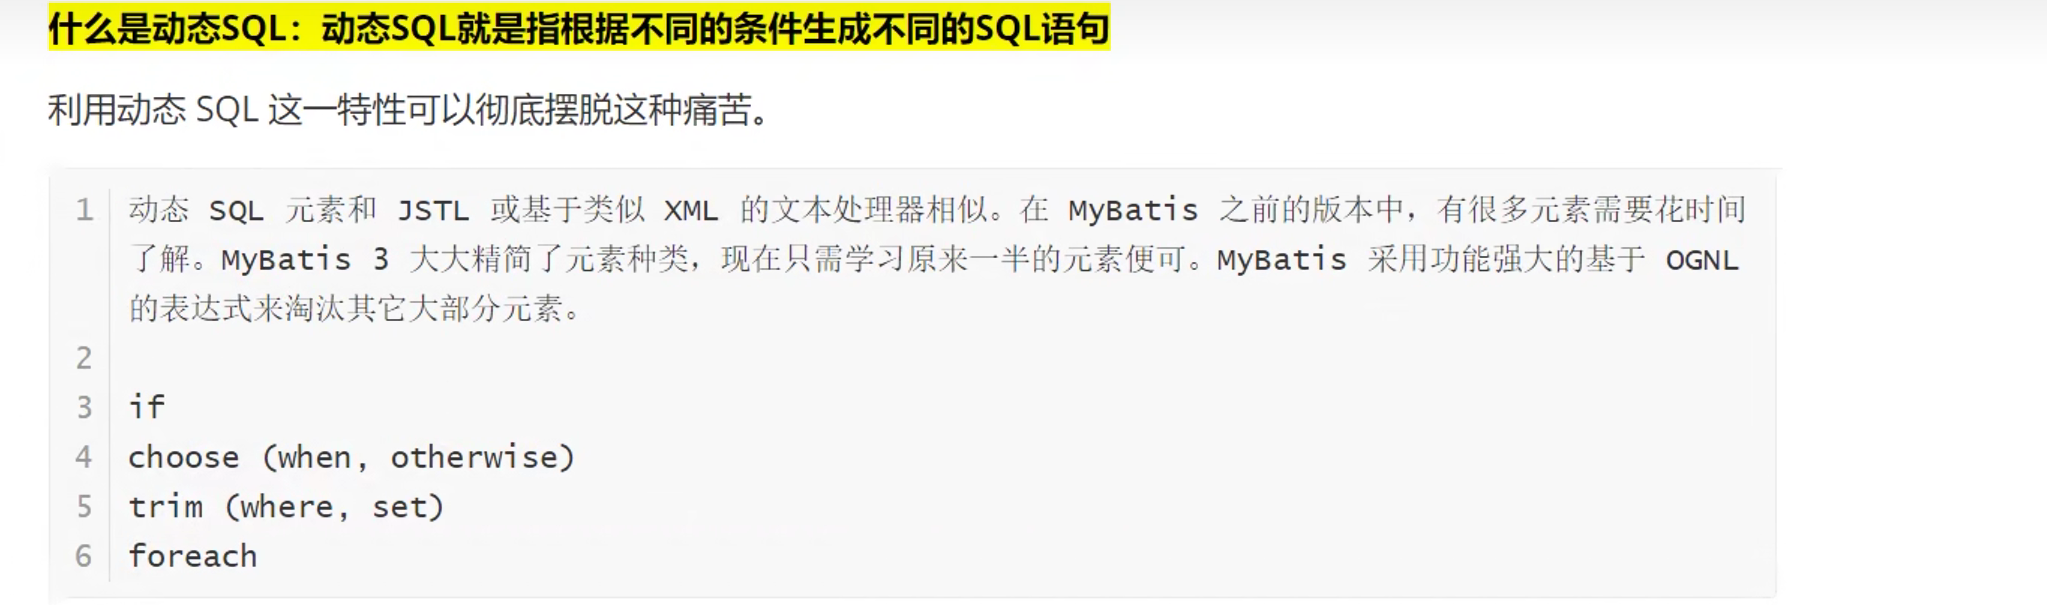 什么是动态SQL：动态SQL就是指根据不同的条件生成不同的SQL语句
利用动态 SQL 这一特性可以彻底摆脱这种痛苦。
1 动态 SQL 元素和 JSTL 或基于类似 XML 的文本处理器相似。在 MyBatis 之前的版本中，有很多元素需要花时间
了解。MyBatis 3 大大精简了元素种类，现在只需学习原来一半的元素便可。MyBatis 采用功能强大的基于 OGNL
的表达式来淘汰其它大部分元素。
2
3 if
4 choose (when, otherwise)
5 trim (where, set)
6 foreach